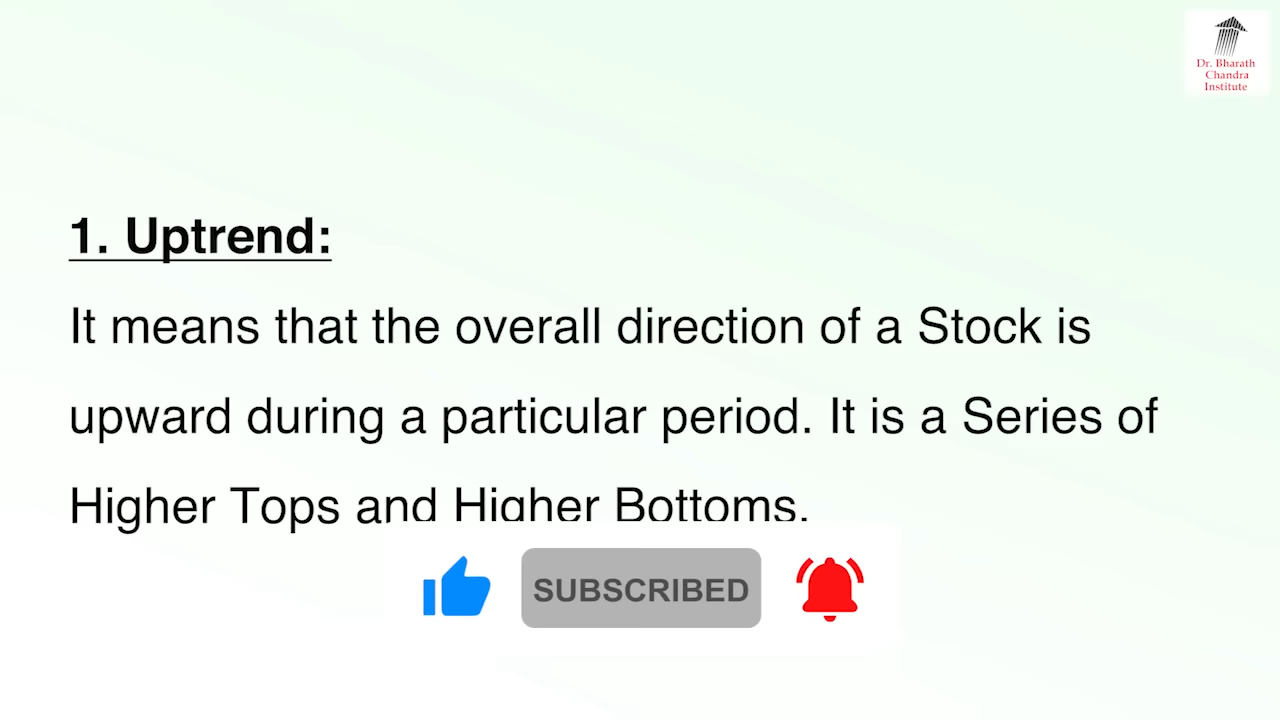 Dr. Bharath
Chandra
Institute
1. Uptrend:
It means that the overall direction of a Stock is
upward during a particular period. It is a Series of
Higher Tops and Higher Bottoms.
SUBSCRIBED